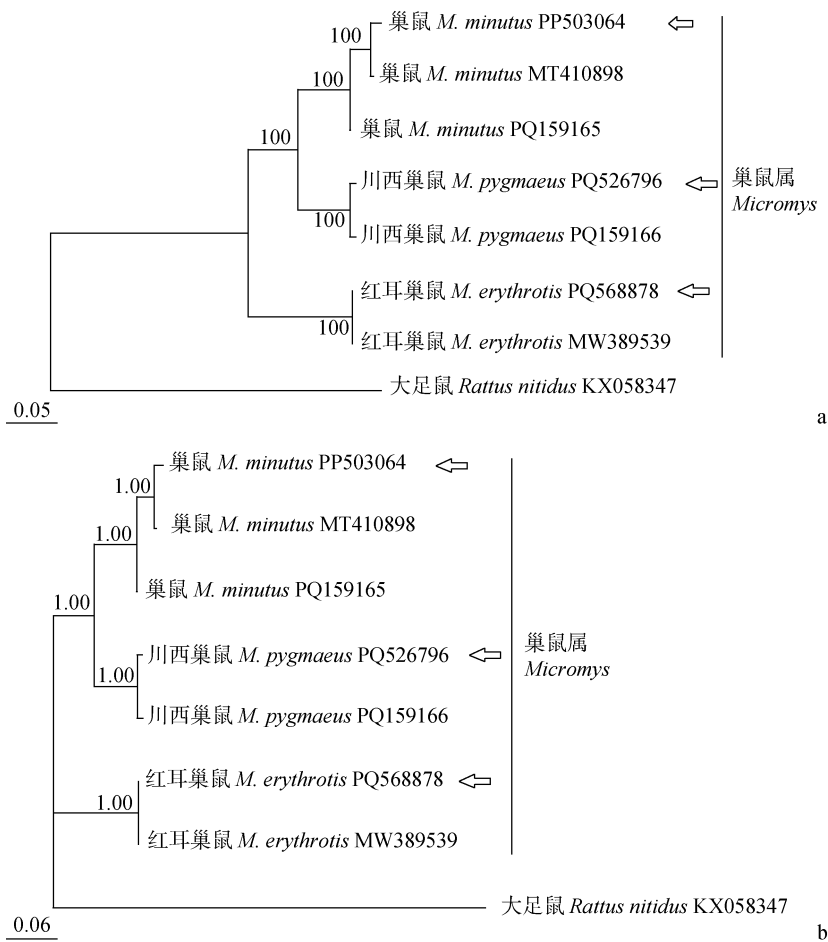 巢鼠 M. minutus PP503064
100
巢鼠 M. minutus MT410898
100
巢鼠 M. minutus PQ159165
100
川西巢鼠 M. pygmaeus PQ526796
巢鼠属
Micromys
100
川西巢鼠 M. pygmaeus PQ159166
红耳巢鼠 M. erythrotis PQ568878
100
红耳巢鼠 M. erythrotis MW389539
大足鼠 Rattus nitidus KX058347
0.05
a
巢鼠 M. minutus PP503064
1.00
巢鼠 M. minutus MT410898
1.00
巢鼠 M. minutus PQ159165
1.00
川西巢鼠 M. pygmaeus PQ526796
巢鼠属
Micromys
1.00
川西巢鼠 M. pygmaeus PQ159166
红耳巢鼠 M. erythrotis PQ568878
1.00
红耳巢鼠 M. erythrotis MW389539
大足鼠 Rattus nitidus KX058347
0.06
b